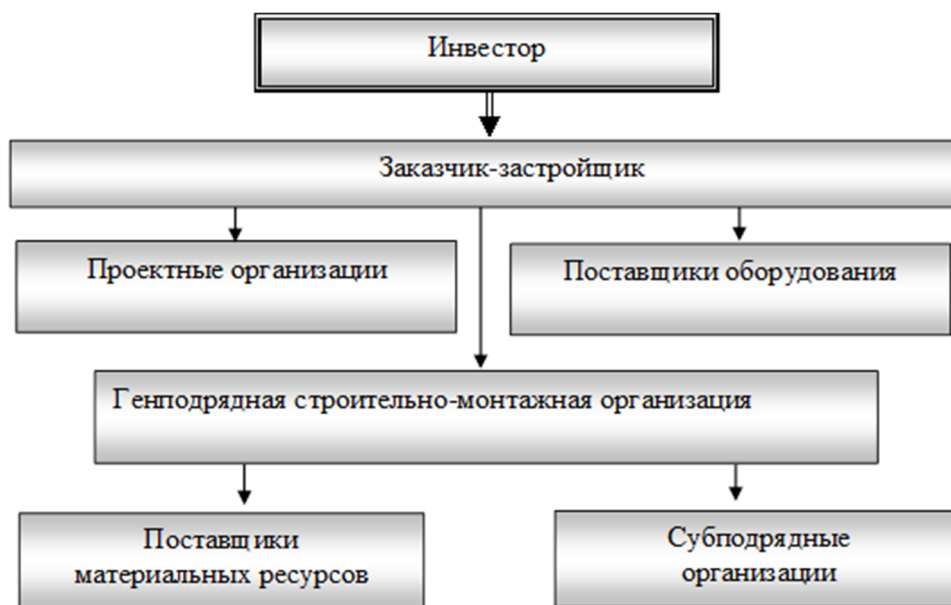 Инвестор
Заказчик-застройщик
Проектные организации
Поставщики оборудования
Генподрядная строительно-монтажная организация
Поставщики
материальных ресурсов
Субподрядные
организации